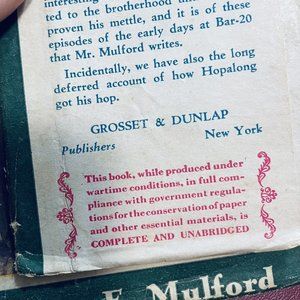 interesting
ted to the brotherhood
proven his mettle, and it is of these
episodes of the early days at Bar-20
that Mr. Mulford writes.
Incidentally, we have also the long
deferred account of how Hopalong
got his hop.
GROSSET & DUNLAP
Publishers New York
This book, while produced under
wartime conditions, in full com-
pliance with government regula-
tions for the conservation of paper
and other essential materials, is
COMPLETE AND UNABRIDGED
E. Mulford